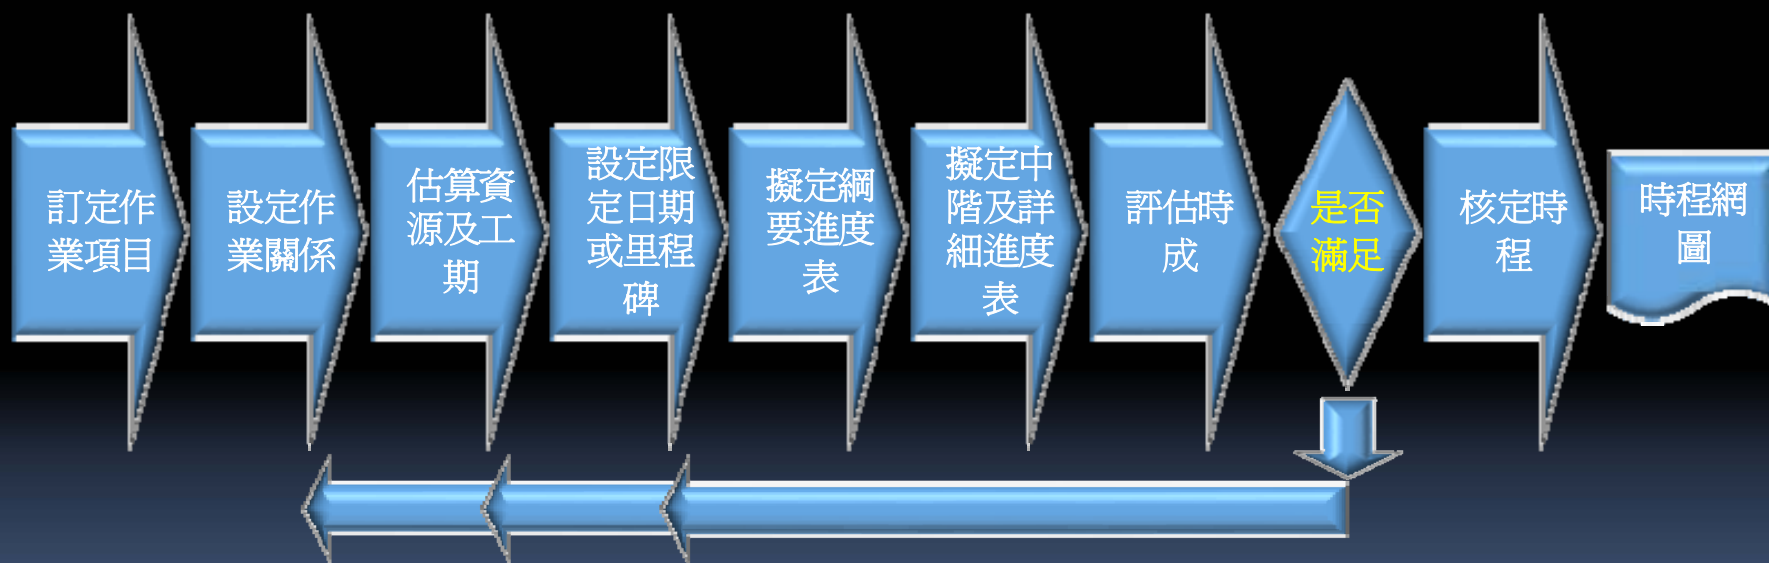 訂定作
業項目
設定作
業關係
估算資
源及工
期
設定限
定日期
或里程
碑
擬定綱
要進度
表
擬定中
階及詳
細進度
表
評估時
成
是否
滿足
核定時
程
時程網
圖